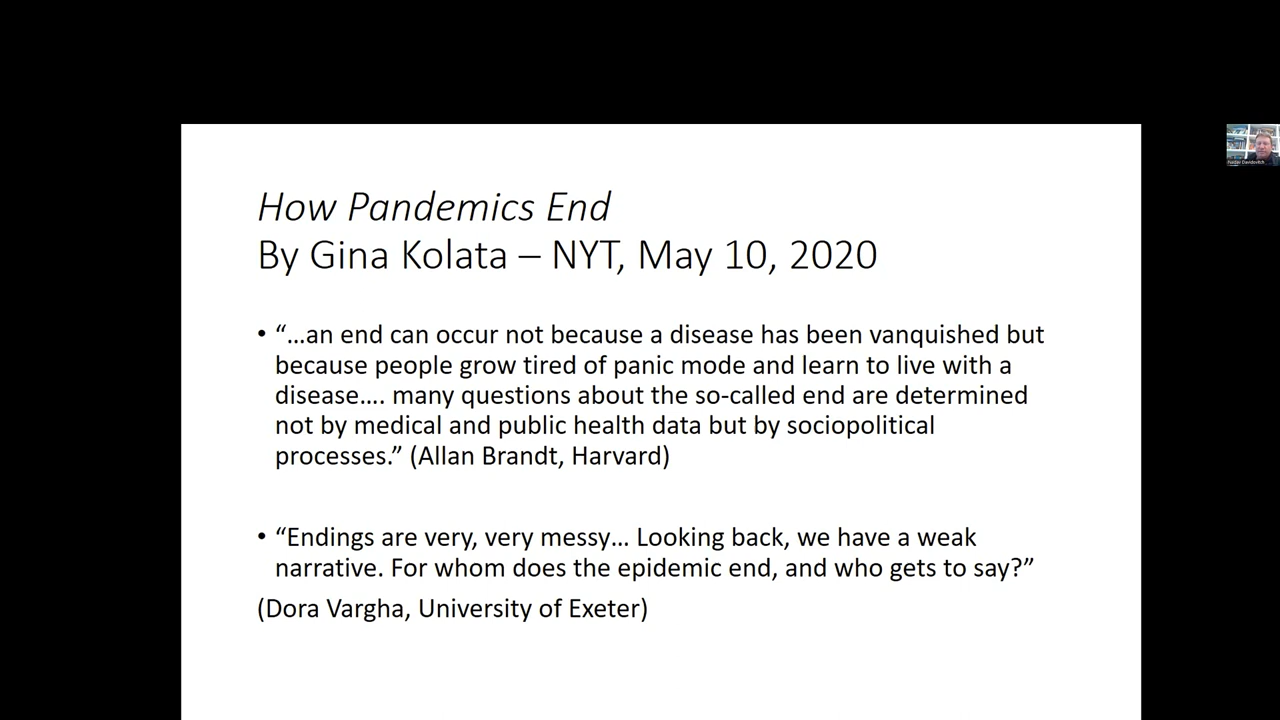 How Pandemics End
By Gina Kolata – NYT, May 10, 2020
• “…an end can occur not because a disease has been vanquished but
because people grow tired of panic mode and learn to live with a
disease…. many questions about the so-called end are determined
not by medical and public health data but by sociopolitical
processes.” (Allan Brandt, Harvard)
• “Endings are very, very messy… Looking back, we have a weak
narrative. For whom does the epidemic end, and who gets to say?”
(Dora Vargha, University of Exeter)
Davidovitch